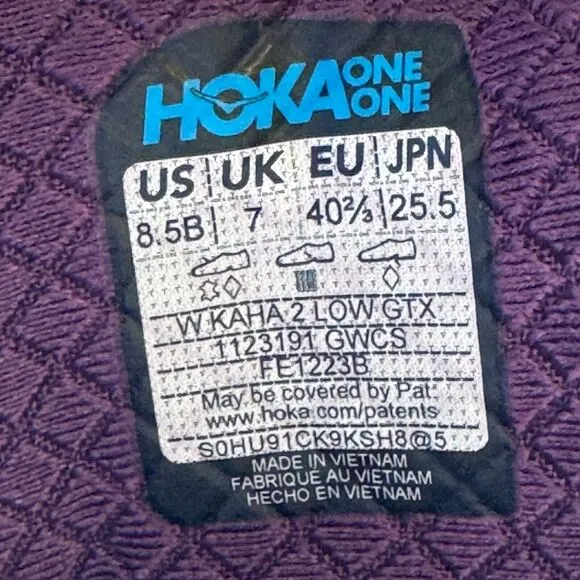 HOKA ONE ONE
US UK EU JPN
8.5B 7 40⅔ 25.5
W KAHA 2 LOW GTX
1123191 GWCS
FE1223B
May be covered by Pat.
www.hoka.com/patents
S0HU91CK9KSH8@5
MADE IN VIETNAM
FABRIQUÉ AU VIETNAM
HECHO EN VIETNAM